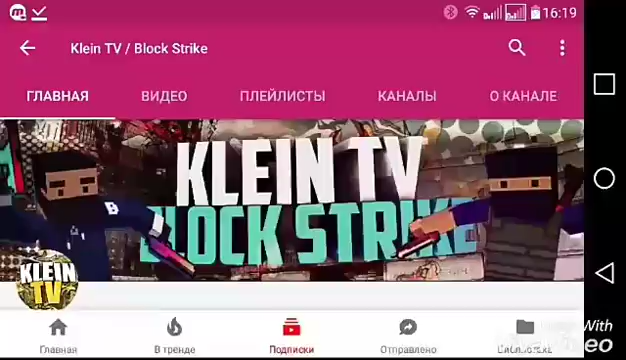 16:19
Klein TV / Block Strike
ГЛАВНАЯ
ВИДЕО
ПЛЕЙЛИСТЫ
КАНАЛЫ
О КАНАЛЕ
KLEIN TV
BLOCK STRIKE
KLEIN
TV
Главная
В тренде
Подписки
Отправлено
Библиотека
With